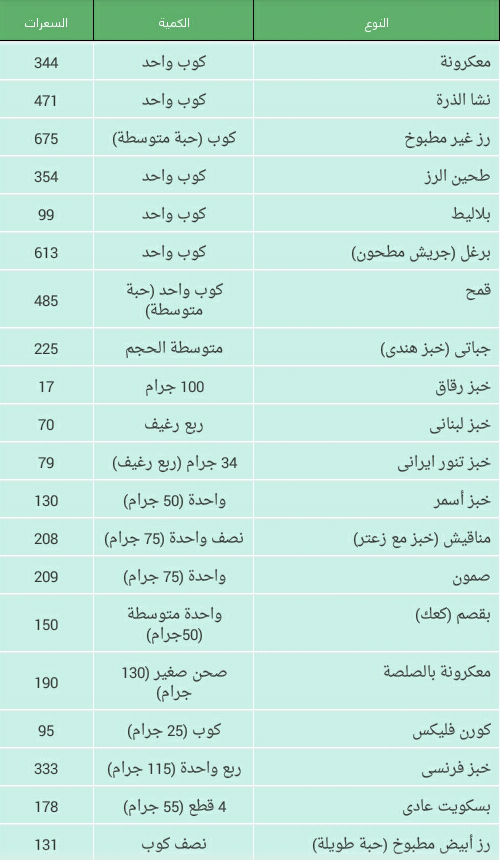 النوع الكمية السعرات
معكرونة كوب واحد 344
نشا الذرة كوب واحد 471
رز غير مطبوخ كوب (حبة متوسطة) 675
طحين الرز كوب واحد 354
بلاليط كوب واحد 99
برغل (جريش مطحون) كوب واحد 613
قمح كوب واحد (حبة
متوسطة) 485
جباتى (خبز هندى) متوسطة الحجم 225
خبز رقاق 100 جرام 17
خبز لبنانى ربع رغيف 70
خبز تنور ايرانى 34 جرام (ربع رغيف) 79
خبز أسمر واحدة (50 جرام) 130
مناقيش (خبز مع زعتر) نصف واحدة (75 جرام) 208
صمون واحدة (75 جرام) 209
بقصم (كعك) واحدة متوسطة
(50جرام) 150
معكرونة بالصلصة صحن صغير (130
جرام) 190
كورن فليكس كوب (25 جرام) 95
خبز فرنسى ربع واحدة (115 جرام) 333
بسكويت عادى 4 قطع (55 جرام) 178
رز أبيض مطبوخ (حبة طويلة) نصف كوب 131